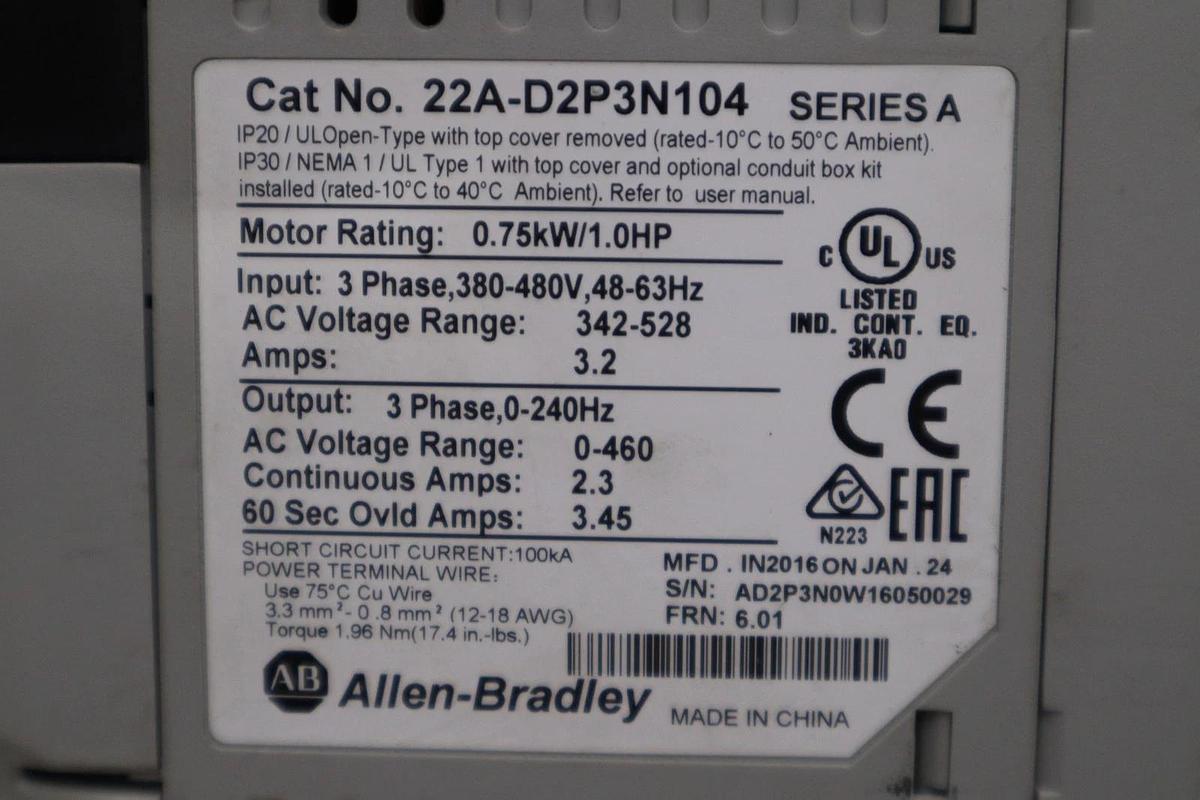 Cat No. 22A-D2P3N104 SERIES A
IP20 / ULOpen-Type with top cover removed (rated-10°C to 50°C Ambient).
IP30 / NEMA 1 / UL Type 1 with top cover and optional conduit box kit
installed (rated-10°C to 40°C Ambient). Refer to user manual.
Motor Rating: 0.75kW/1.0HP
Input: 3 Phase,380-480V,48-63Hz
AC Voltage Range: 342-528
Amps: 3.2
C UL US
LISTED
IND. CONT. EQ.
3KA0
CE
Output: 3 Phase,0-240Hz
AC Voltage Range: 0-460
Continuous Amps: 2.3
60 Sec Ovld Amps: 3.45
N223
EAC
SHORT CIRCUIT CURRENT:100kA
POWER TERMINAL WIRE:
Use 75°C Cu Wire
3.3 mm²-0.8 mm² (12-18 AWG)
Torque 1.96 Nm(17.4 in.-lbs.)
MFD . IN2016 ON JAN . 24
S/N: AD2P3N0W16050029
FRN: 6.01
AB Allen-Bradley
MADE IN CHINA